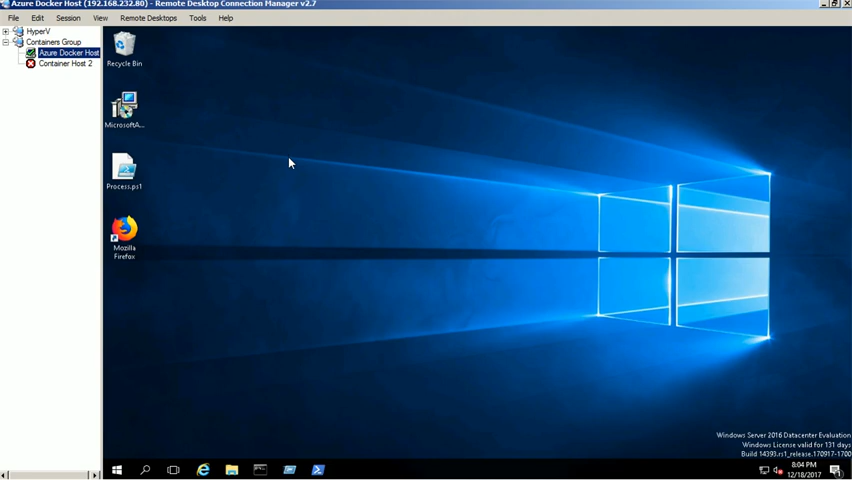 Azure Docker Host (192.168.232.80) - Remote Desktop Connection Manager v2.7
File Edit Session View Remote Desktops Tools Help
HyperV
Containers Group
Azure Docker Host
Container Host 2
Recycle Bin
MicrosoftA...
Process.ps1
Mozilla
Firefox
Windows Server 2016 Datacenter Evaluation
Windows License valid for 131 days
Build 14393.rs1_release.170917-1700
8:04 PM
12/18/2017